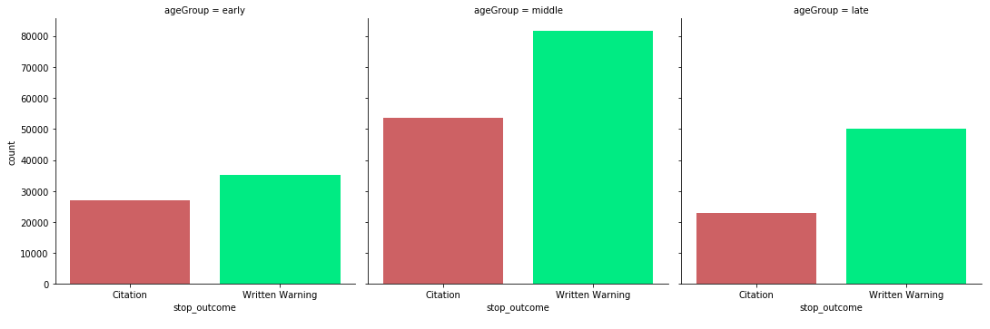 ageGroup = early
ageGroup = middle
ageGroup = late
count
80000
70000
60000
50000
40000
30000
20000
10000
0
Citation Written Warning
Citation Written Warning
Citation Written Warning
stop_outcome
stop_outcome
stop_outcome